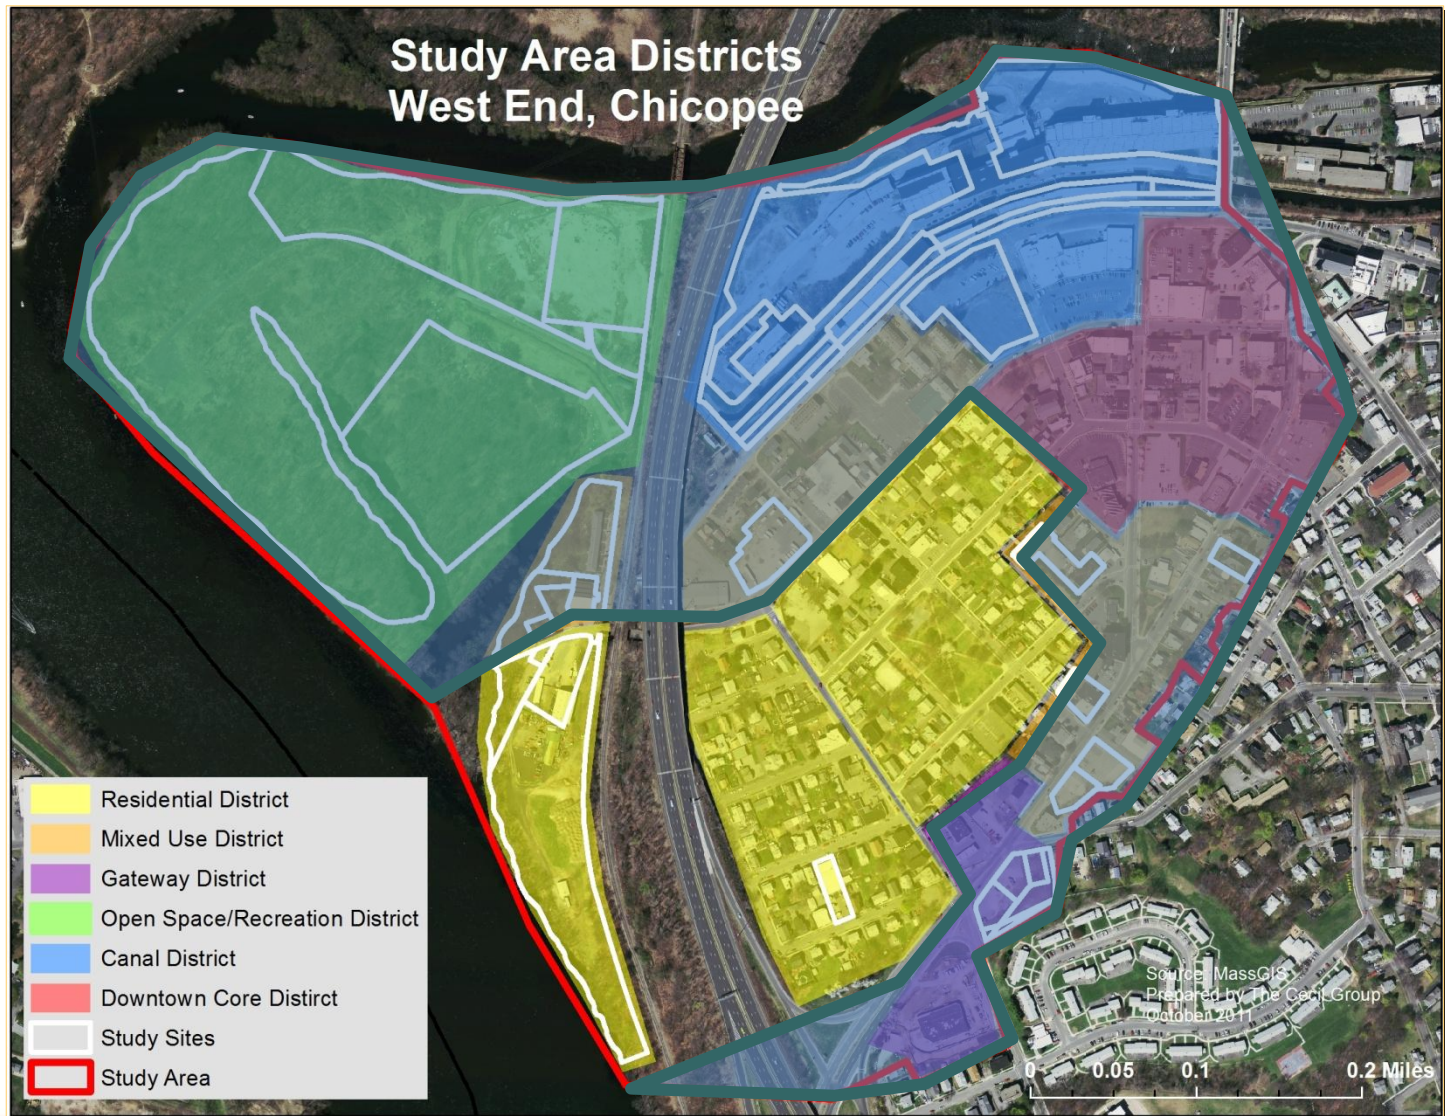 Study Area Districts
West End, Chicopee
Residential District
Mixed Use District
Gateway District
Open Space/Recreation District
Canal District
Downtown Core Distirct
Study Sites
Study Area
Source: MassGIS
Prepared by The Cecil Group
October 2011
0 0.05 0.1 0.2 Miles